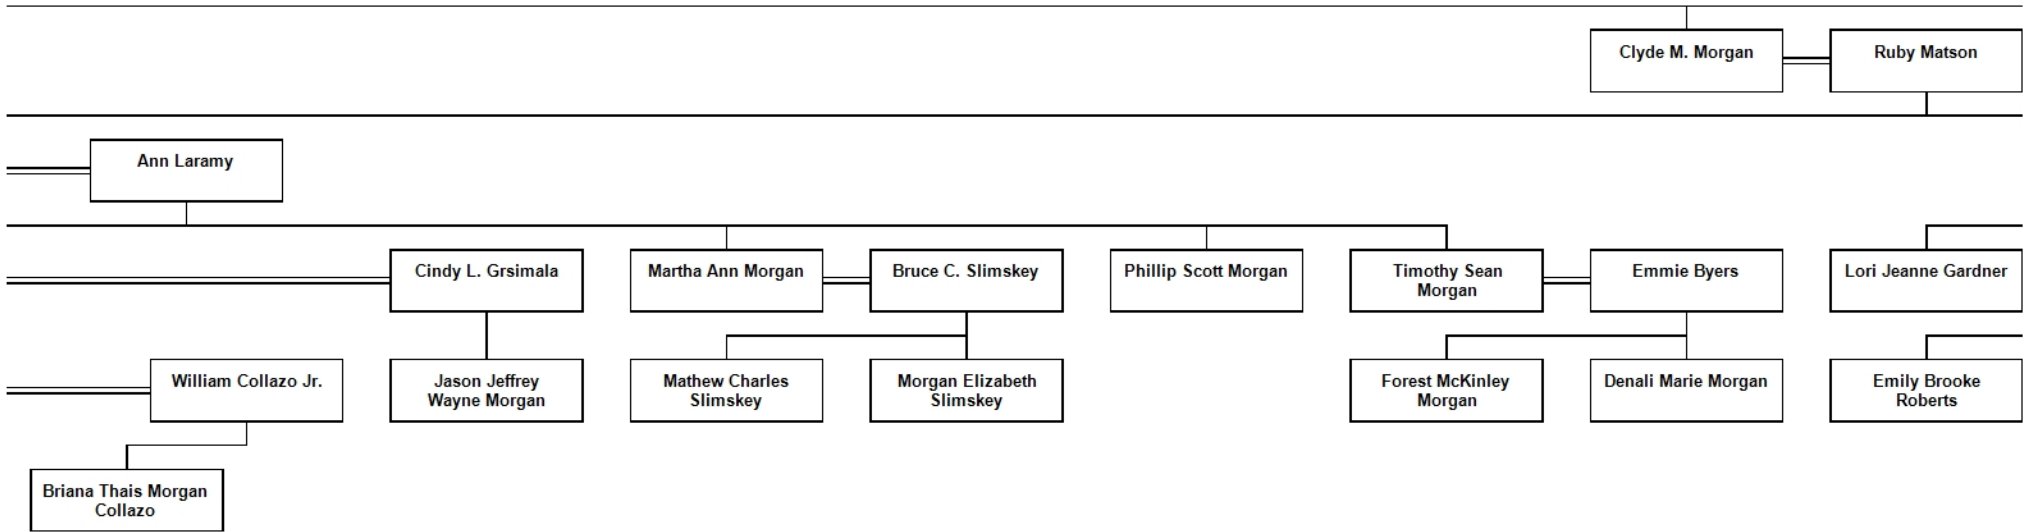 Clyde M. Morgan
Ruby Matson
Ann Laramy
Cindy L. Grsimala
Martha Ann Morgan
Bruce C. Slimskey
Phillip Scott Morgan
Timothy Sean
Morgan
Emmie Byers
Lori Jeanne Gardner
William Collazo Jr.
Jason Jeffrey
Wayne Morgan
Mathew Charles
Slimskey
Morgan Elizabeth
Slimskey
Forest McKinley
Morgan
Denali Marie Morgan
Emily Brooke
Roberts
Briana Thais Morgan
Collazo